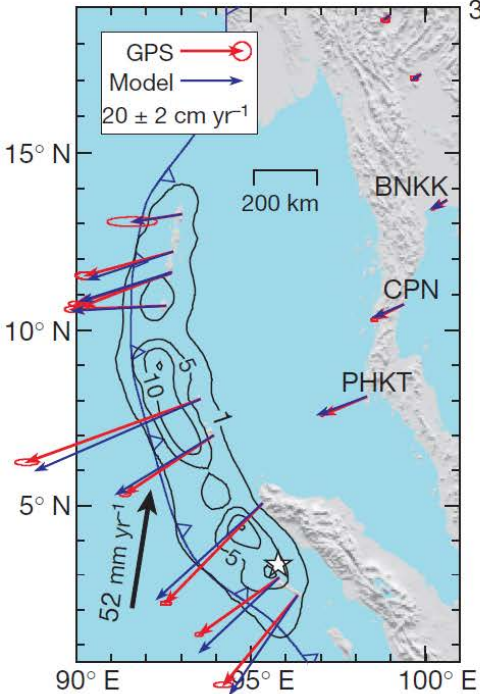 3
GPS
Model
20 ± 2 cm yr⁻¹
15° N
200 km
BNKK
10° N
CPN
5
10
1
PHKT
5° N
5
52 mm yr⁻¹
90° E
95° E
100° E